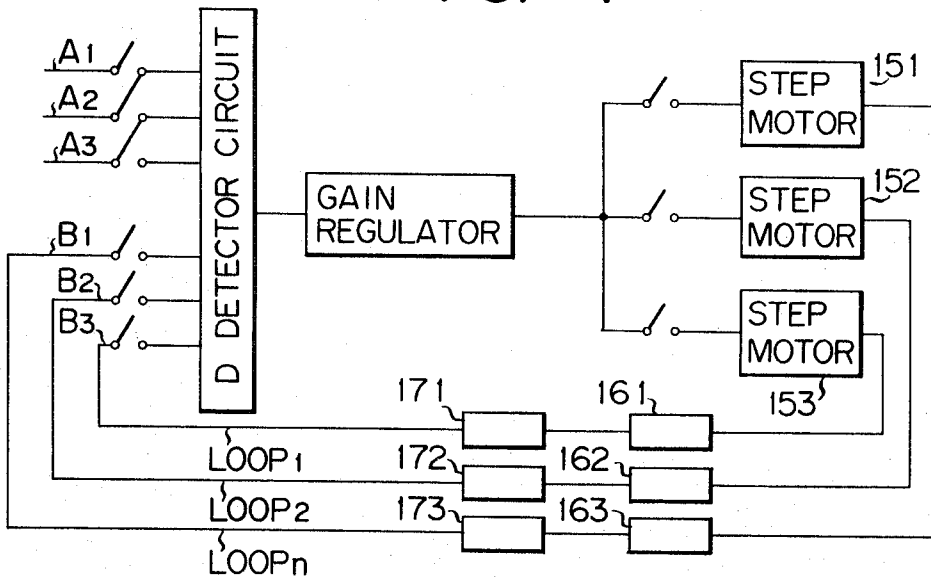 A1
A2
A3
B1
B2
B3
D DETECTOR CIRCUIT
GAIN
REGULATOR
STEP
MOTOR
151
STEP
MOTOR
152
STEP
MOTOR
153
171
161
LOOP1
172
162
LOOP2
173
163
LOOPn